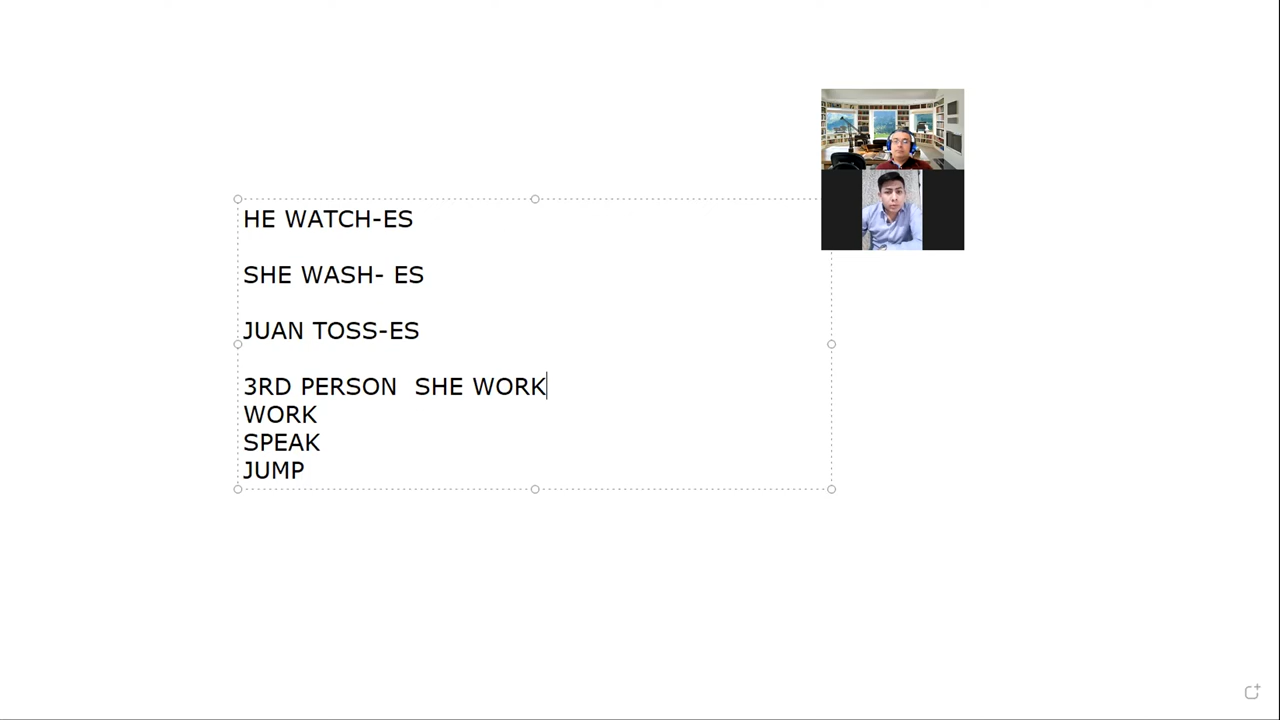 HE WATCH-ES
SHE WASH- ES
JUAN TOSS-ES
3RD PERSON  SHE WORK
WORK
SPEAK
JUMP